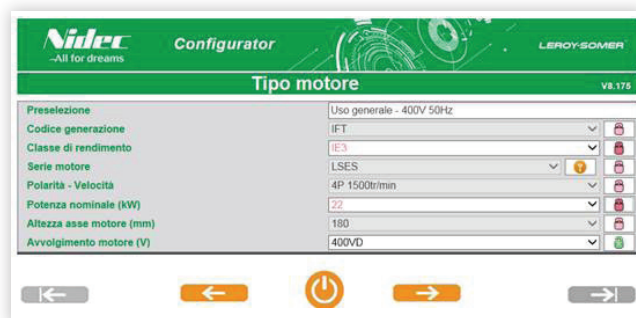 Nidec
-All for dreams
Configurator
LEROY-SOMER
Tipo motore
V8.175
Preselezione Uso generale - 400V 50Hz
Codice generazione IFT
Classe di rendimento IE3
Serie motore LSES
Polarità - Velocità 4P 1500tr/min
Potenza nominale (kW) 22
Altezza asse motore (mm) 180
Avvolgimento motore (V) 400VD